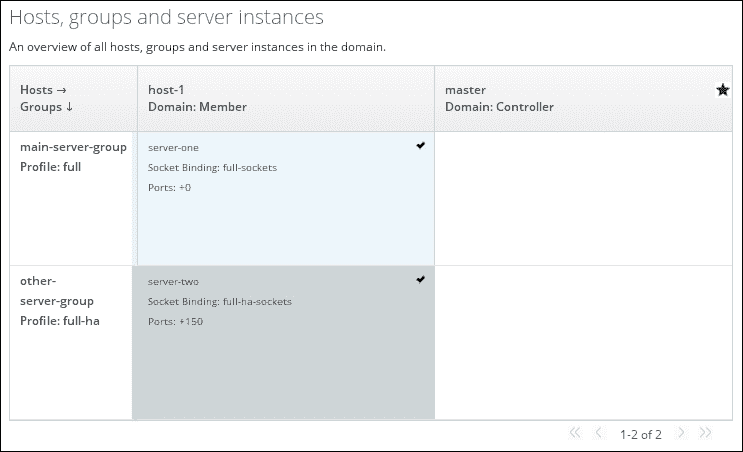 Hosts, groups and server instances
An overview of all hosts, groups and server instances in the domain.
Hosts →
Groups ↓
host-1
Domain: Member
master
Domain: Controller
main-server-group
Profile: full
server-one
Socket Binding: full-sockets
Ports: +0
other-
server-group
Profile: full-ha
server-two
Socket Binding: full-ha-sockets
Ports: +150
1-2 of 2